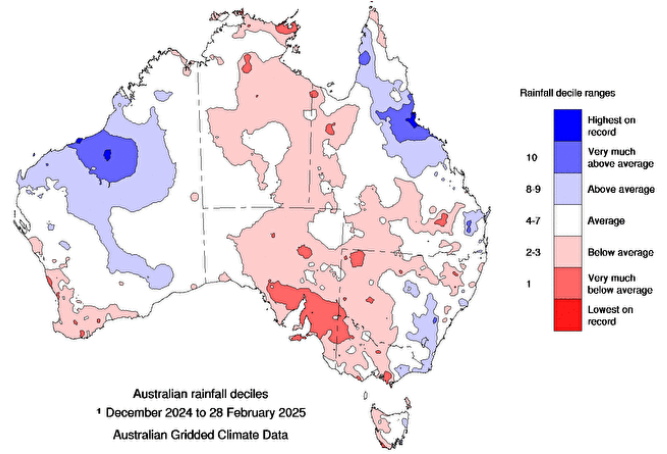 Rainfall decile ranges
Highest on
record
10
Very much
above average
8-9
Above average
4-7
Average
2-3
Below average
1
Very much
below average
Lowest on
record
Australian rainfall deciles
1 December 2024 to 28 February 2025
Australian Gridded Climate Data